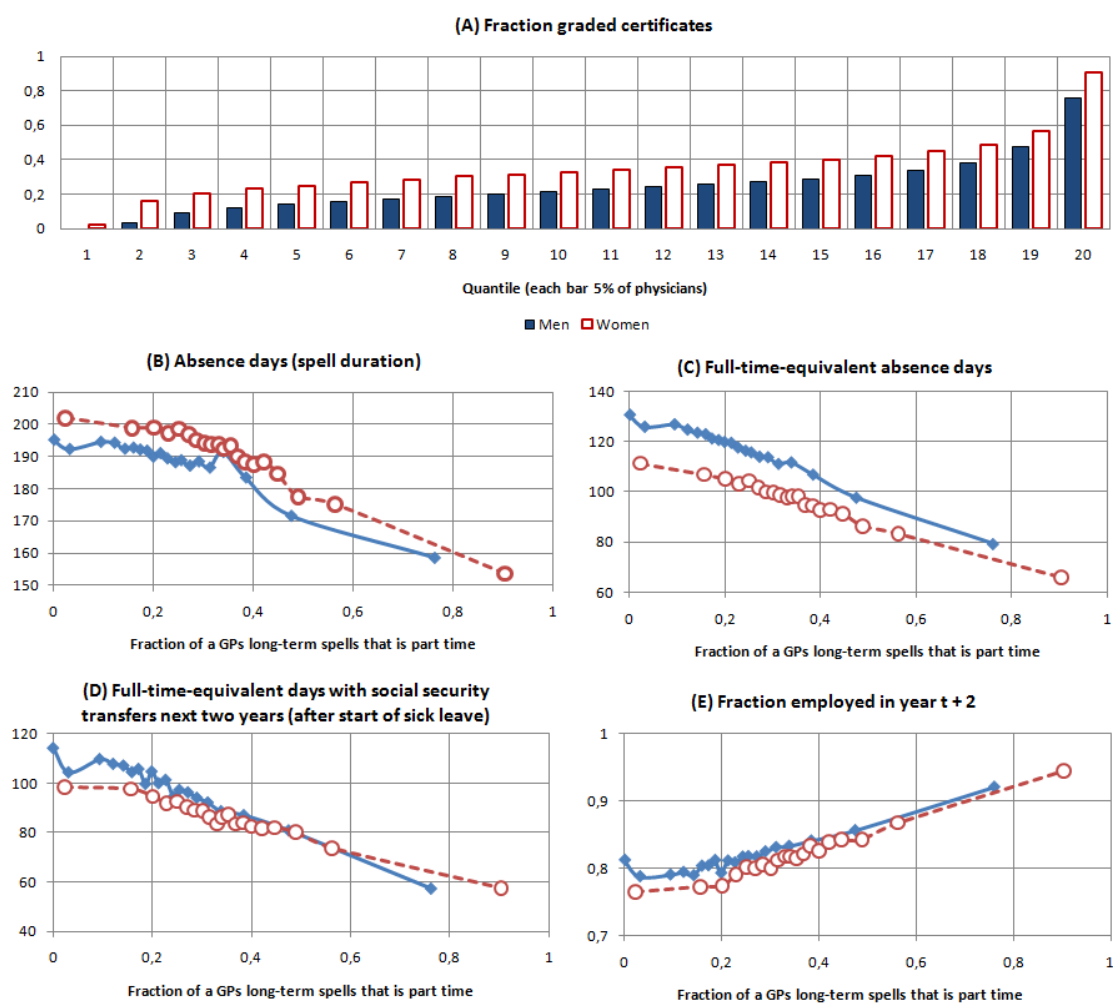 (A) Fraction graded certificates
1
0,8
0,6
0,4
0,2
0
1 2 3 4 5 6 7 8 9 10 11 12 13 14 15 16 17 18 19 20
Quantile (each bar 5% of physicians)
Men Women
(B) Absence days (spell duration)
210
200
190
180
170
160
150
0 0,2 0,4 0,6 0,8 1
Fraction of a GPs long-term spells that is part time
(C) Full-time-equivalent absence days
140
120
100
80
60
0 0,2 0,4 0,6 0,8 1
Fraction of a GPs long-term spells that is part time
(D) Full-time-equivalent days with social security
transfers next two years (after start of sick leave)
120
100
80
60
40
0 0,2 0,4 0,6 0,8 1
Fraction of a GPs long-term spells that is part time
(E) Fraction employed in year t + 2
1
0,9
0,8
0,7
0 0,2 0,4 0,6 0,8 1
Fraction of a GPs long-term spells that is part time